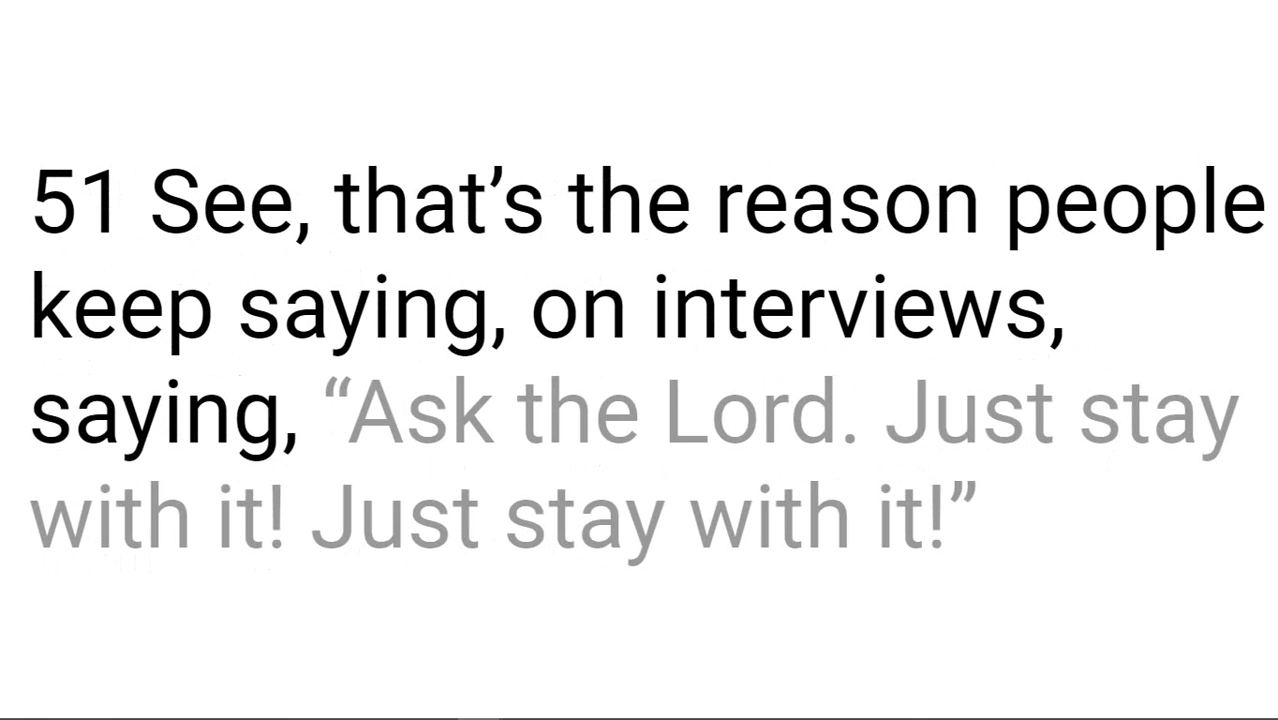 51 See, that’s the reason people
keep saying, on interviews,
saying, “Ask the Lord. Just stay
with it! Just stay with it!”